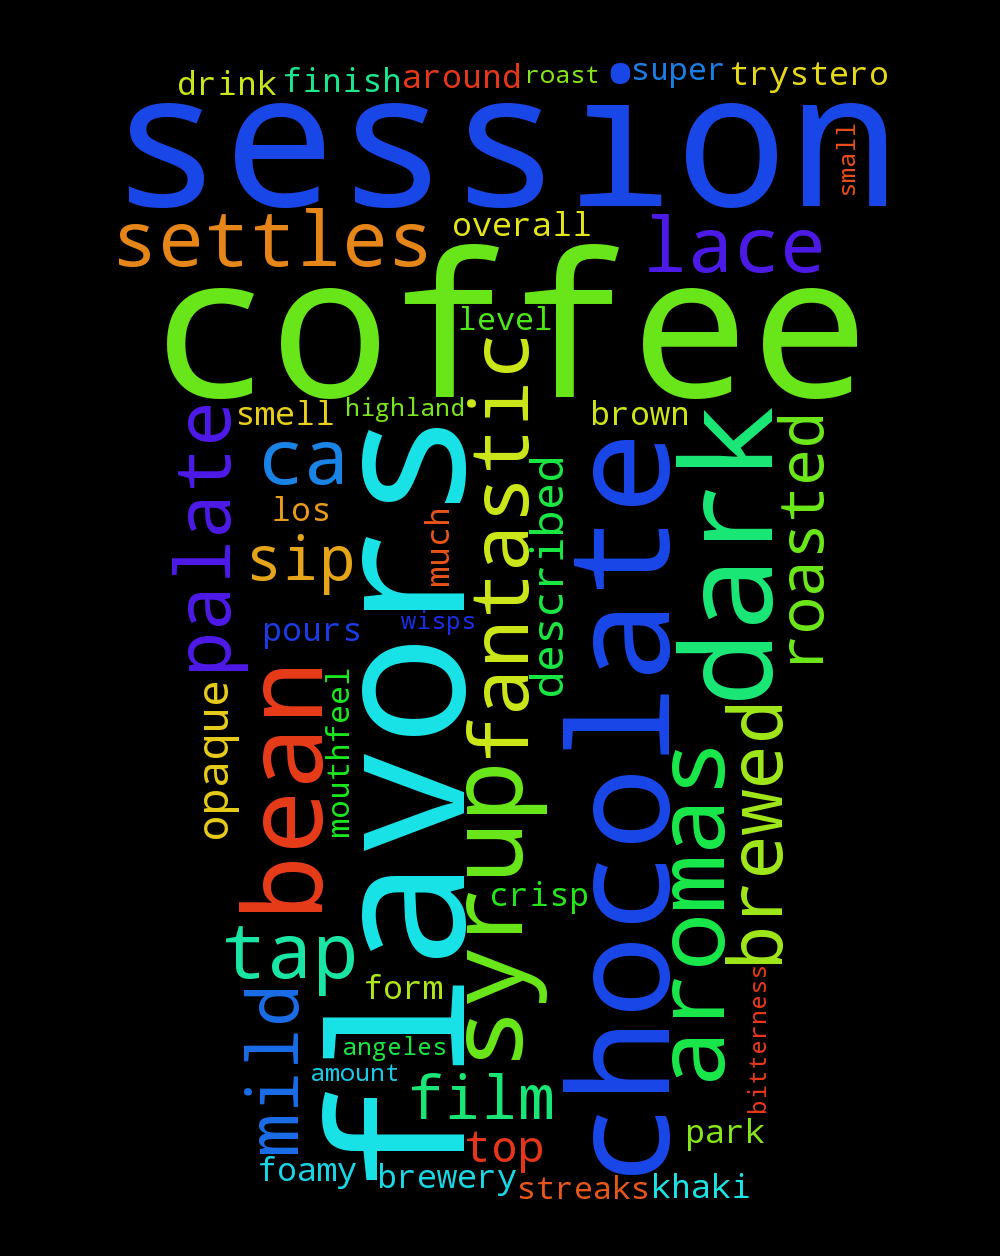 drink finish around roast super trystero
session
small
settles overall lace
coffee
level
smell highland brown
palate ca flavors fantastic chocolate dark roasted
los much described
sip
pours wisps
opaque bean mouthfeel syrup aromas brewed
crisp
tap
form
mild angeles bitterness
amount film
top park
foamy brewery streaks khaki